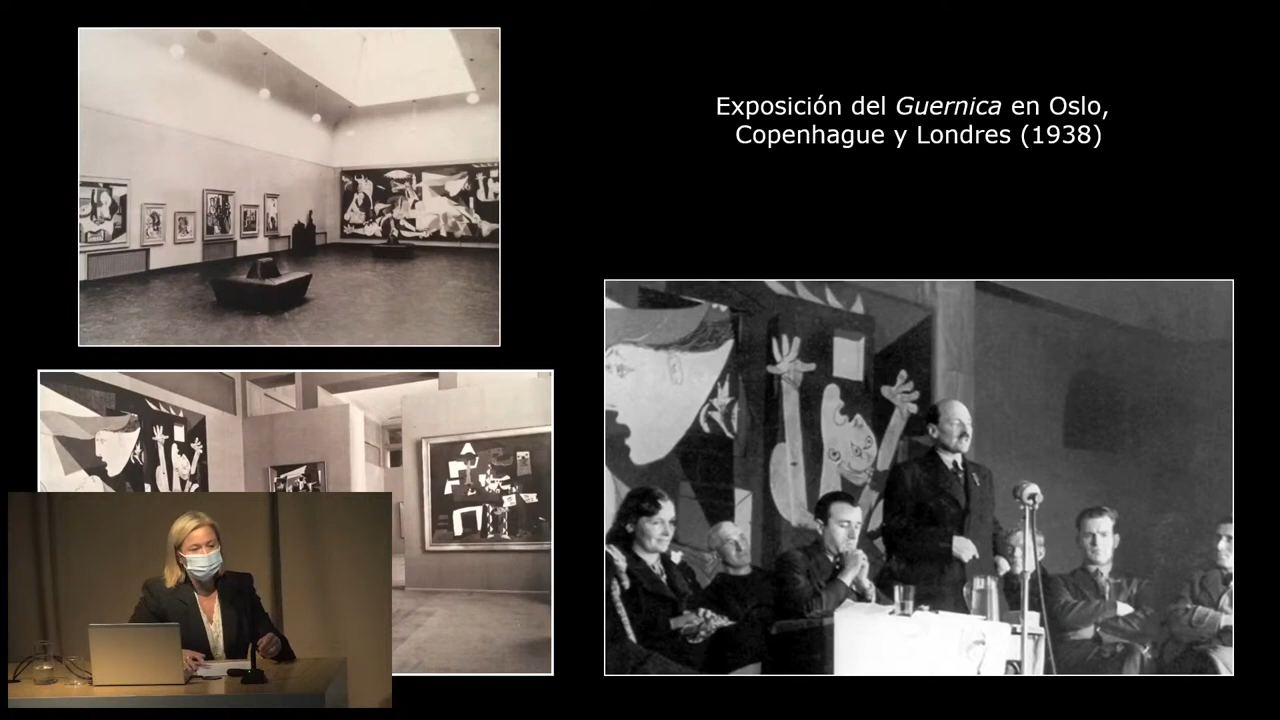 Exposición del Guernica en Oslo,
Copenhague y Londres (1938)